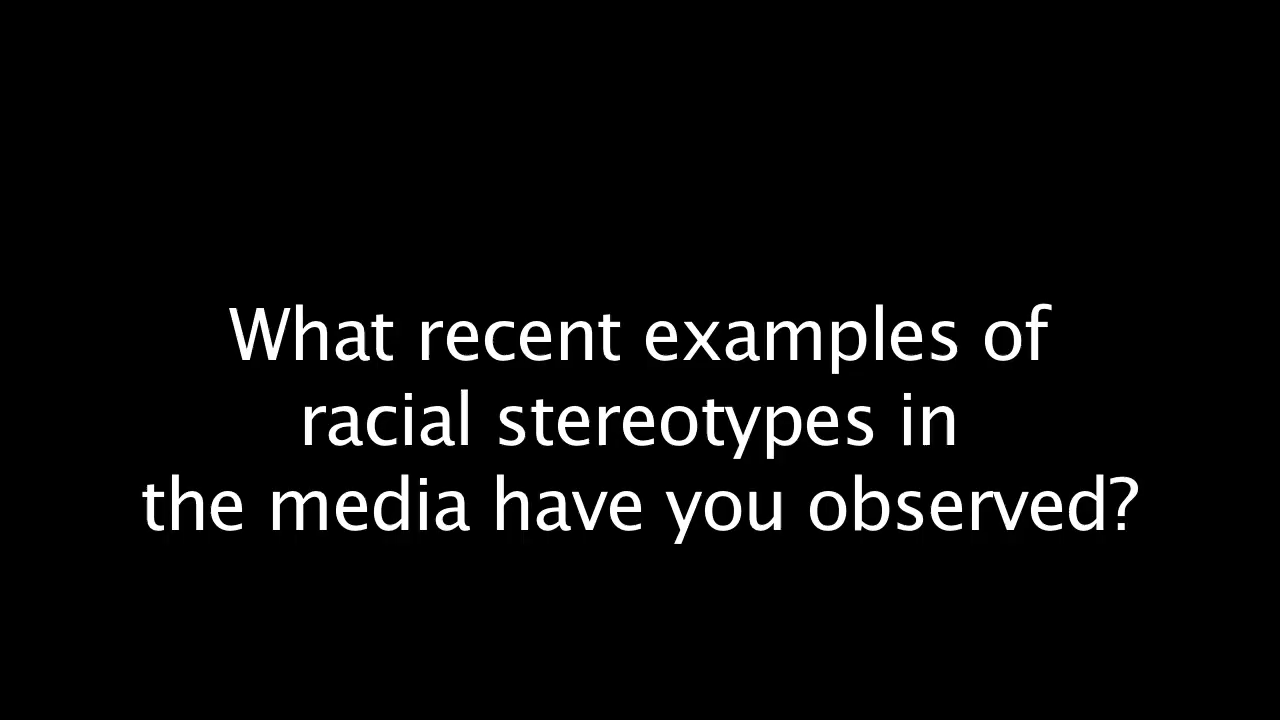 What recent examples of
racial stereotypes in
the media have you observed?